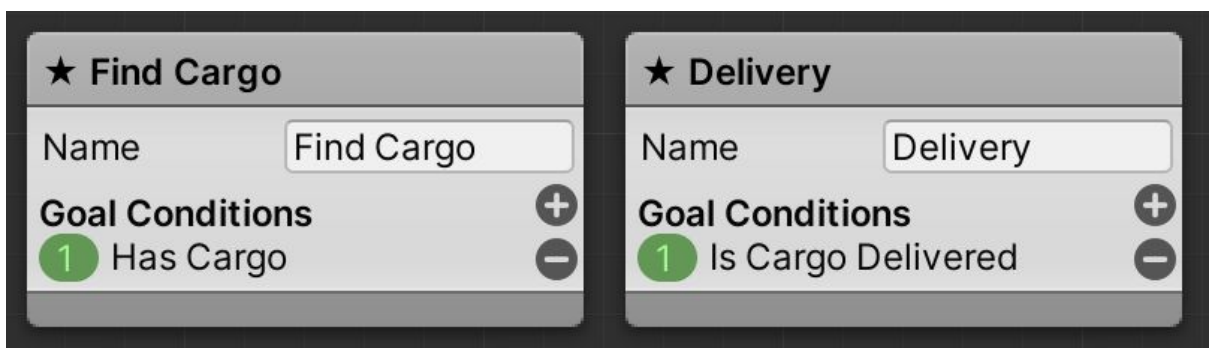 ★ Find Cargo
Name Find Cargo
Goal Conditions
1 Has Cargo
★ Delivery
Name Delivery
Goal Conditions
1 Is Cargo Delivered